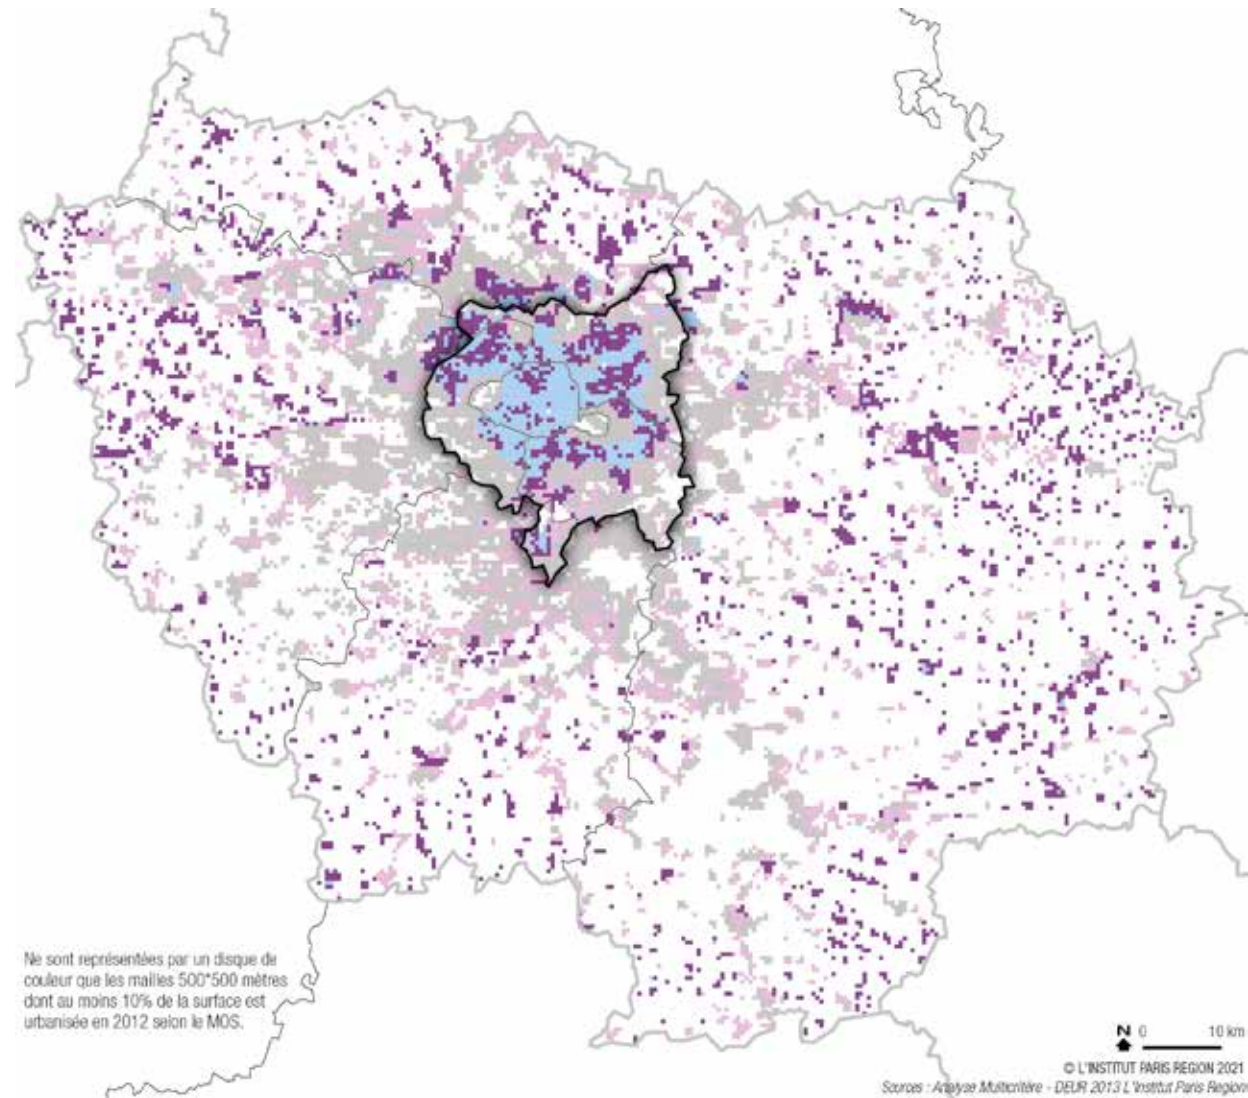 Ne sont représentées par un disque de
couleur que les mailles 500*500 mètres
dont au moins 10% de la surface est
urbanisée en 2012 selon le MOS.
N 0 10 km
© L'INSTITUT PARIS REGION 2021
Sources : Analyse Multicritère - DEUR 2013 L'Institut Paris Region